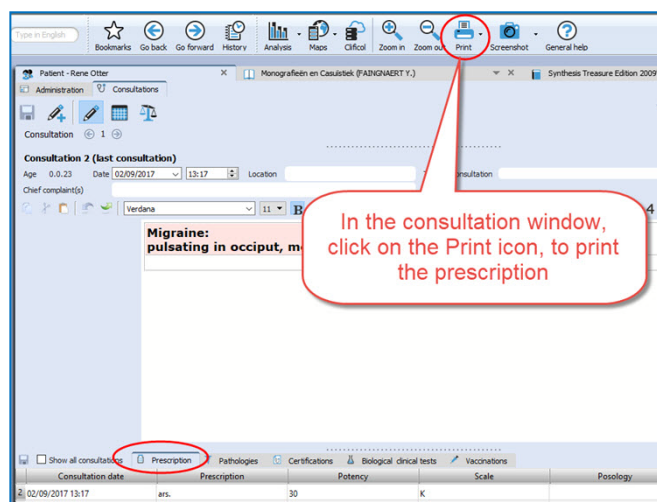 Type in English
Bookmarks Go back Go forward History Analysis Maps Clificol Zoom in Zoom out Print Screenshot General help
Patient - Rene Otter Monografieën en Casuïstiek (FAINGNAERT Y.) Synthesis Treasure Edition 2009
Administration Consultations
Consultation 1
Consultation 2 (last consultation)
Age 0.0.23 Date 02/09/2017 13:17 Location nsultation
Chief complaint(s)
Verdana 11 B 4
Migraine:
pulsating in occiput, m
In the consultation window,
click on the Print icon, to print
the prescription
Show all consultations Prescription Pathologies Certifications Biological clinical tests Vaccinations
Consultation date Prescription Potency Scale Posology
2 02/09/2017 13:17 ars. 30 K